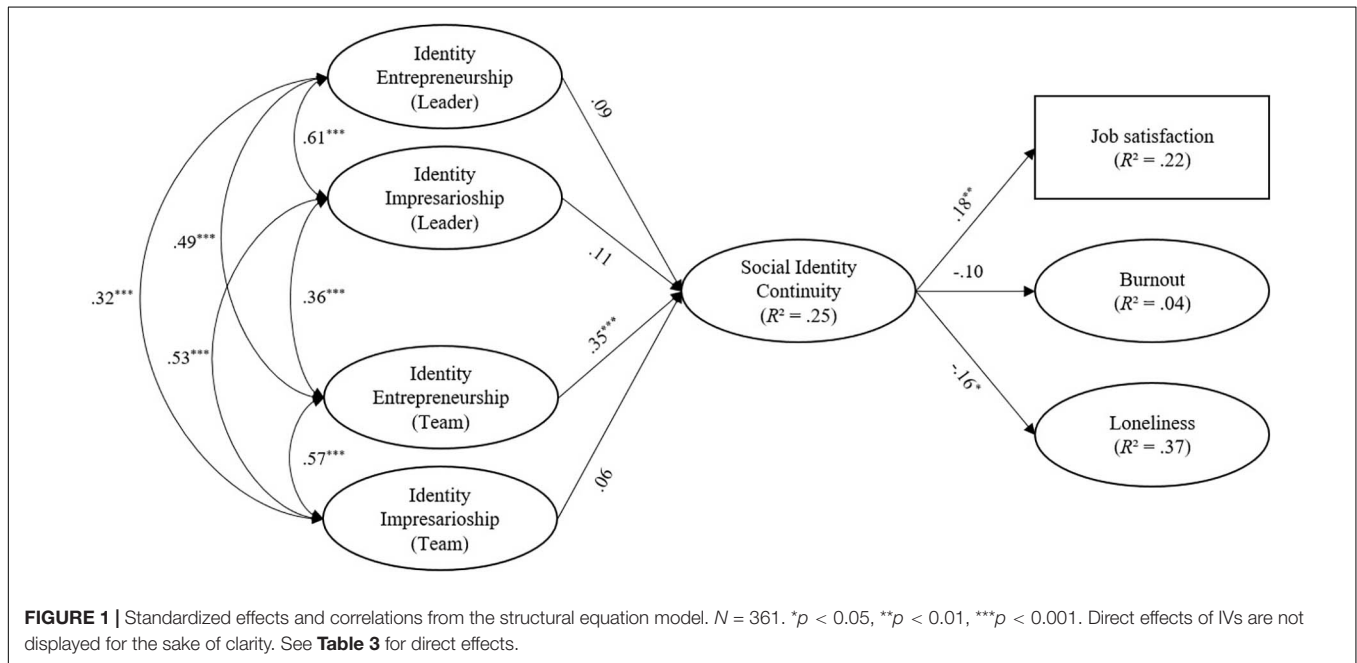 Identity
Entrepreneurship
(Leader)
.61***
Identity
Impresarioship
(Leader)
.49***
.36***
.32***
.53***
Identity
Entrepreneurship
(Team)
.57***
Identity
Impresarioship
(Team)
.09
.11
.35***
.06
Social Identity
Continuity
(R² = .25)
.18**
-.10
-.16*
Job satisfaction
(R² = .22)
Burnout
(R² = .04)
Loneliness
(R² = .37)
FIGURE 1 | Standardized effects and correlations from the structural equation model. N = 361. *p < 0.05, **p < 0.01, ***p < 0.001. Direct effects of IVs are not
displayed for the sake of clarity. See Table 3 for direct effects.